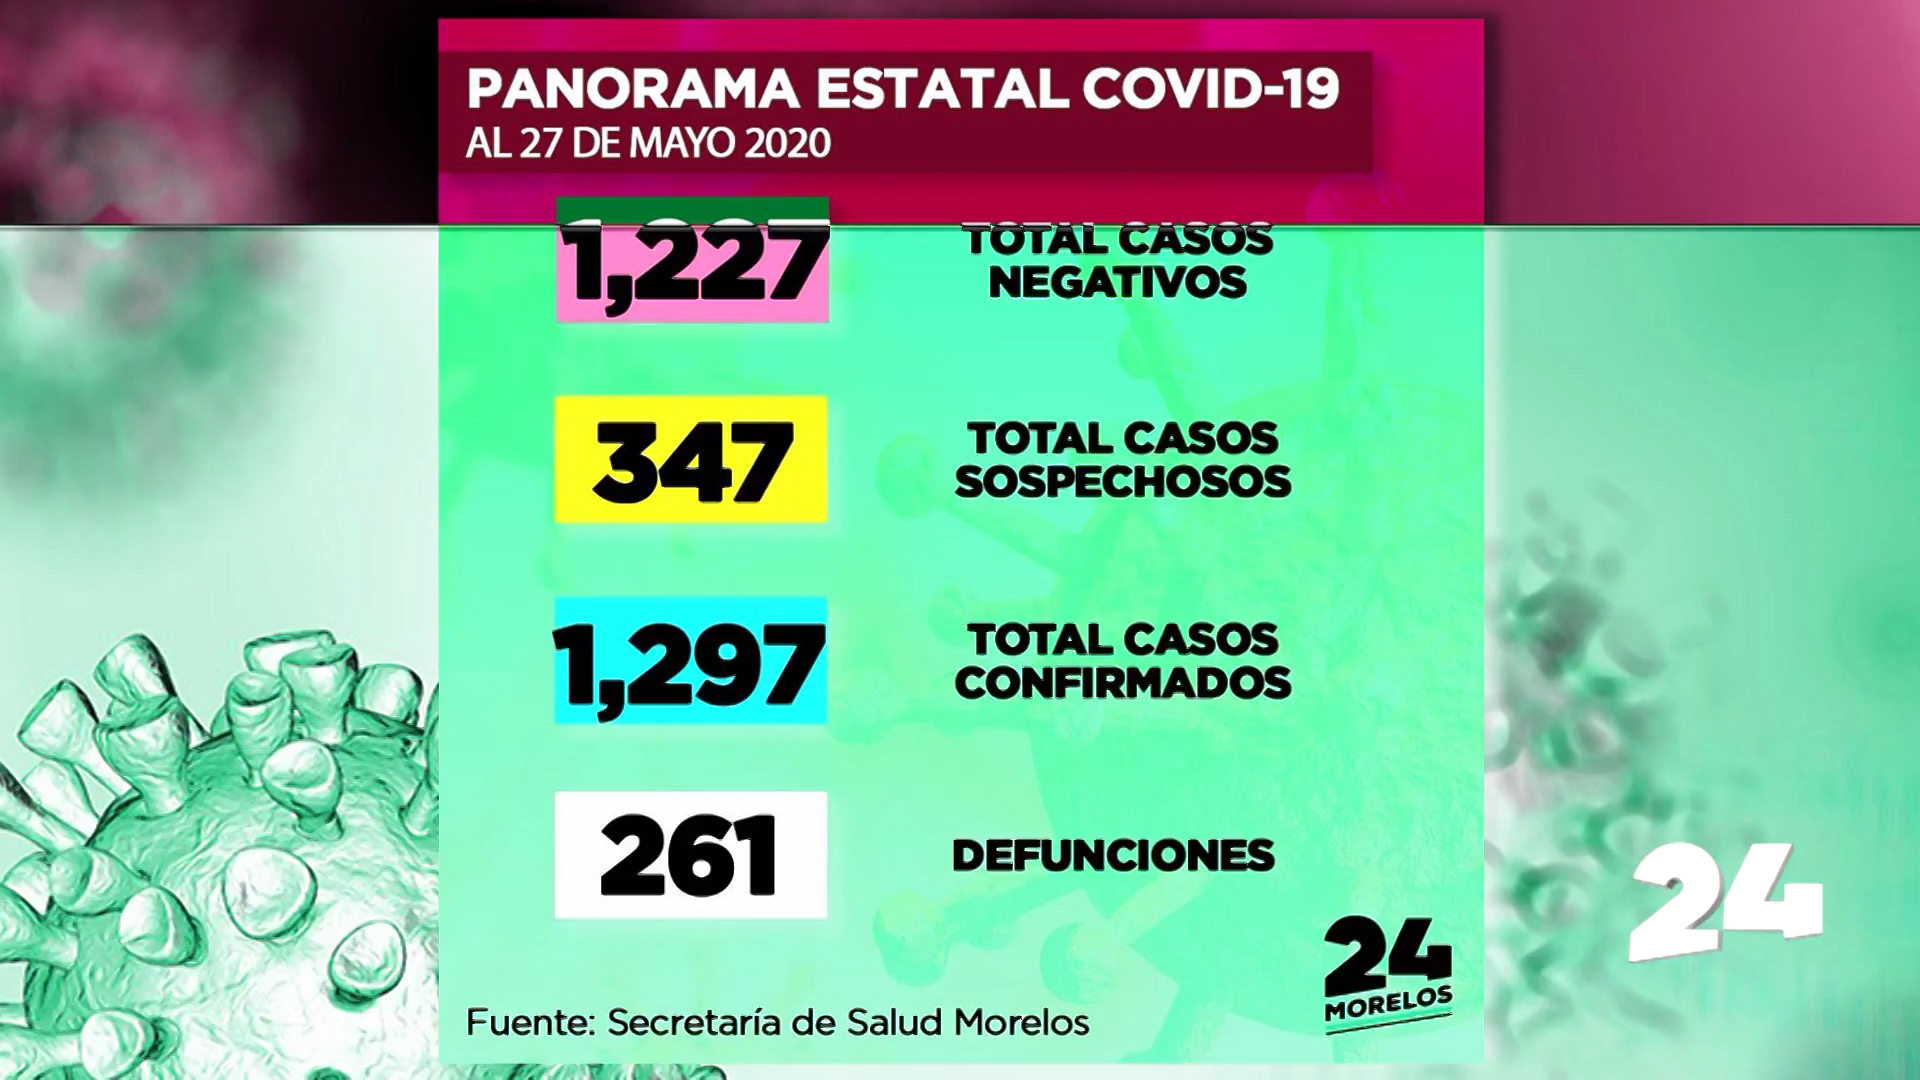 PANORAMA ESTATAL COVID-19
AL 27 DE MAYO 2020
1,227
TOTAL CASOS
NEGATIVOS
347
TOTAL CASOS
SOSPECHOSOS
1,297
TOTAL CASOS
CONFIRMADOS
261
DEFUNCIONES
24
MORELOS
24
Fuente: Secretaría de Salud Morelos